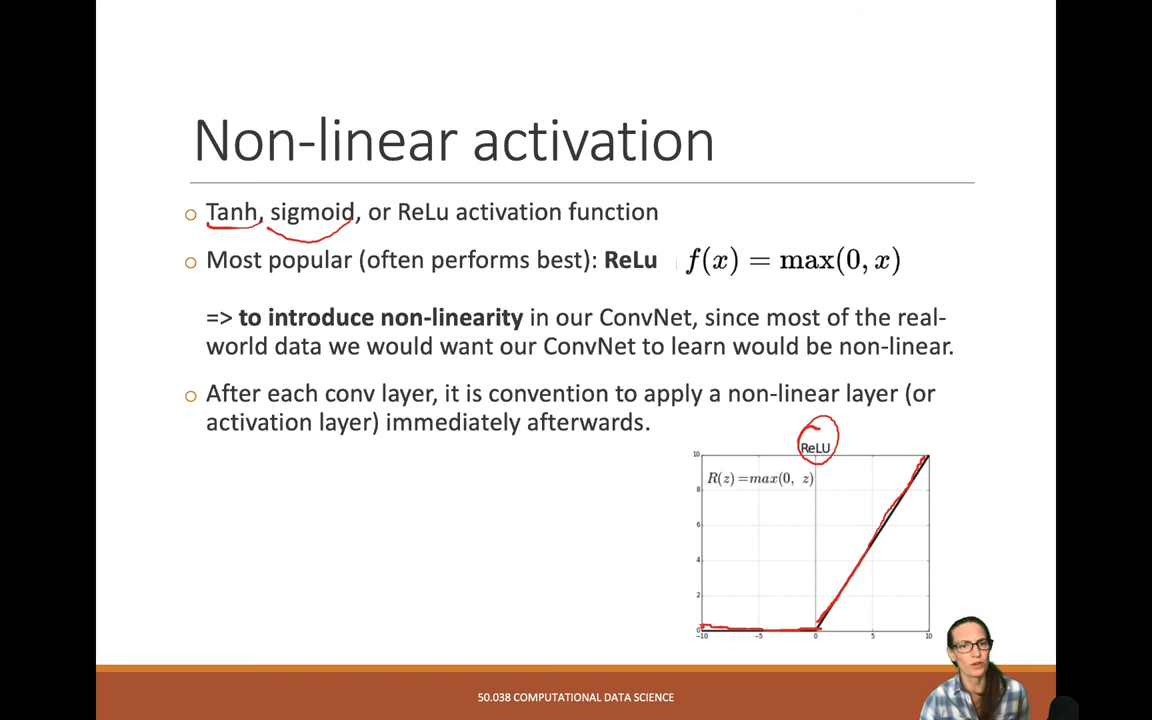 Non-linear activation
Tanh, sigmoid, or ReLu activation function
Most popular (often performs best): ReLu f(x) = max(0, x)
=> to introduce non-linearity in our ConvNet, since most of the real-
world data we would want our ConvNet to learn would be non-linear.
After each conv layer, it is convention to apply a non-linear layer (or
activation layer) immediately afterwards.
ReLU
R(z)=max(0, z)
10
8
6
4
2
0
-10 -5 0 5 10
50.038 COMPUTATIONAL DATA SCIENCE